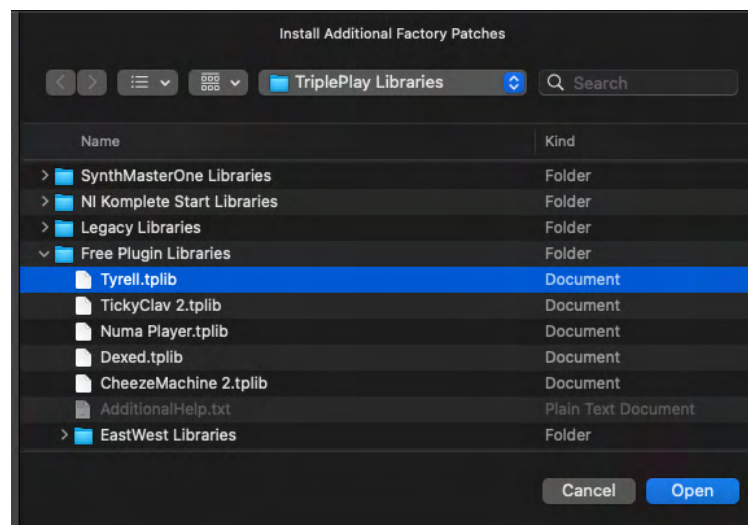 Install Additional Factory Patches
TriplePlay Libraries
Search
Name Kind
SynthMasterOne Libraries Folder
NI Komplete Start Libraries Folder
Legacy Libraries Folder
Free Plugin Libraries Folder
Tyrell.tplib Document
TickyClav 2.tplib Document
Numa Player.tplib Document
Dexed.tplib Document
CheezeMachine 2.tplib Document
AdditionalHelp.txt Plain Text Document
EastWest Libraries Folder
Cancel Open